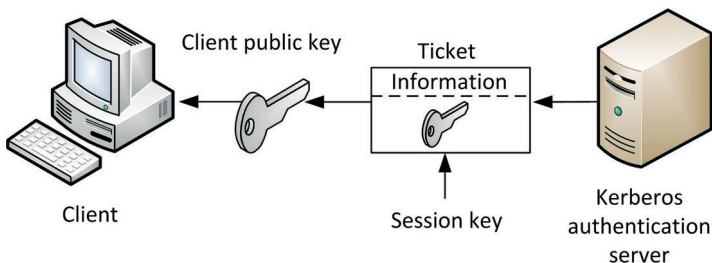 Client public key
Ticket
Information
Client
Session key
Kerberos
authentication
server